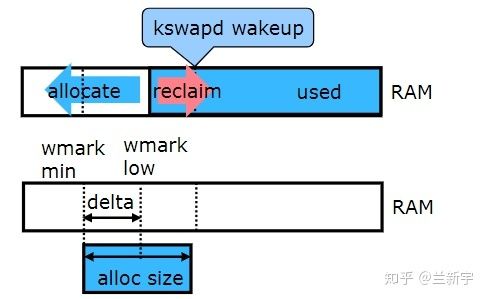 kswapd wakeup
allocate reclaim used RAM
wmark min
wmark low
RAM
delta
alloc size
知乎 @兰新宇